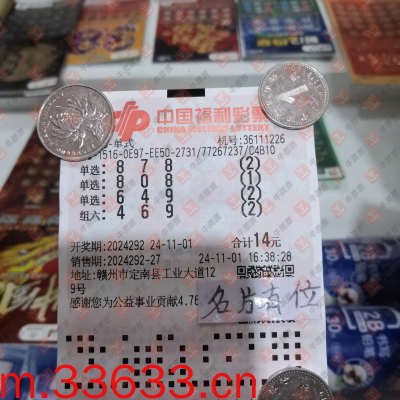 中国福利彩票
CHINA WELFARE LOTTERY
-单式 机号:36111226
1516-0E97-EE50-2731/77267237/04B10
单选: 8 7 8 (2)
单选: 8 0 8 (1)
单选: 6 4 9 (2)
组六: 4 6 9 (2)
开奖期:2024292 24-11-01 合计14元
销售期:2024292-27 24-11-01 16:38:28
地址:赣州市定南县工业大道12
9号
感谢您为公益事业贡献4.76
名片
位
m.33633.cn